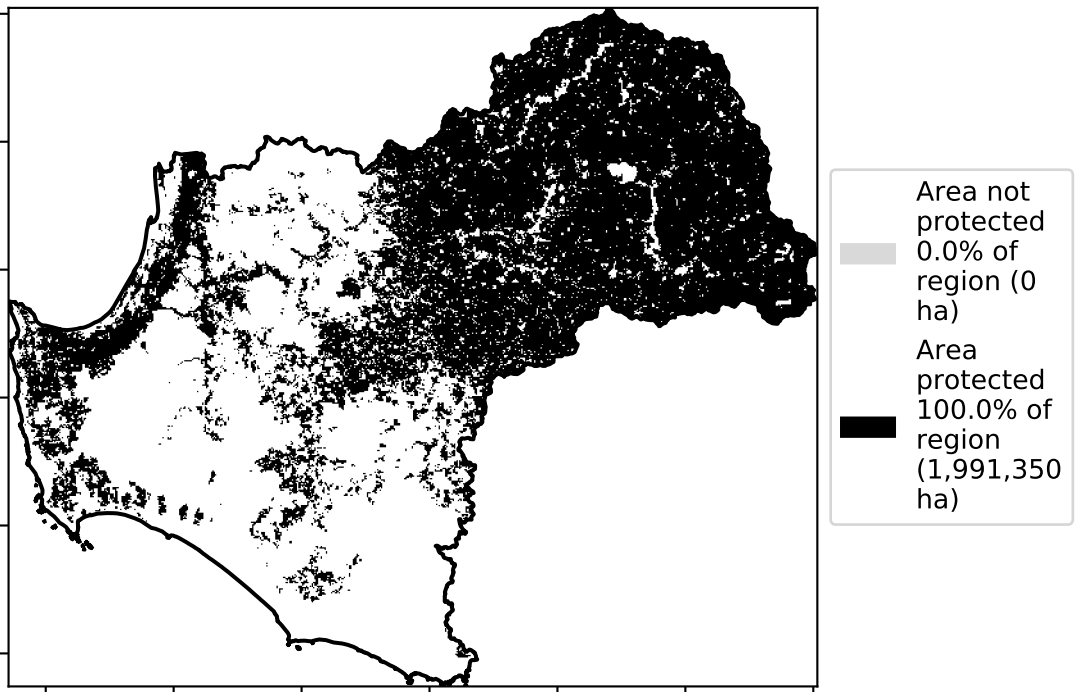 Area not
protected
0.0% of
region (0
ha)
Area
protected
100.0% of
region
(1,991,350
ha)